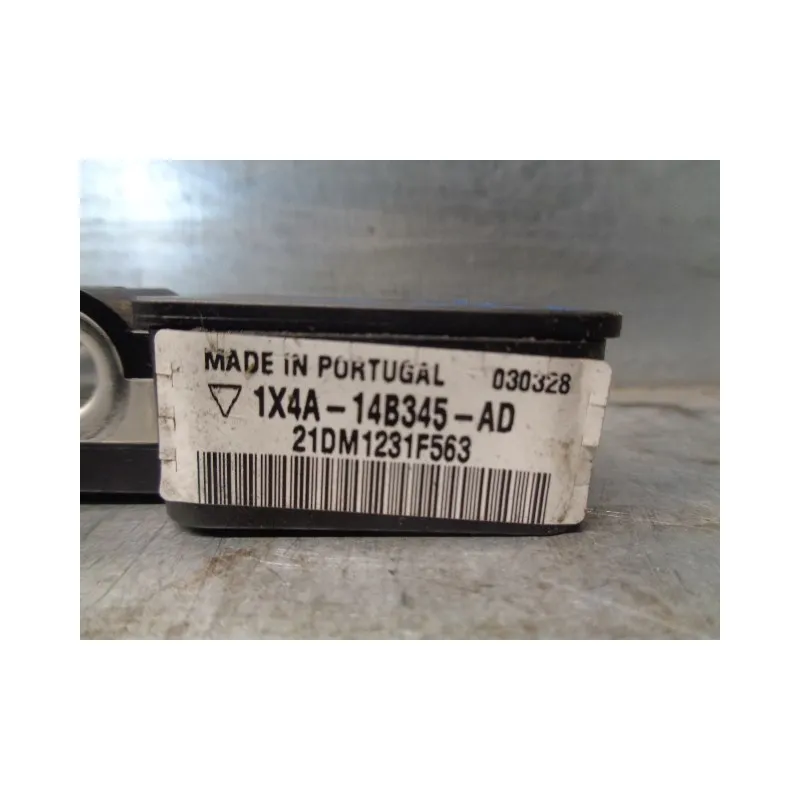 MADE IN PORTUGAL 030328
1X4A-14B345-AD
21DM1231F563